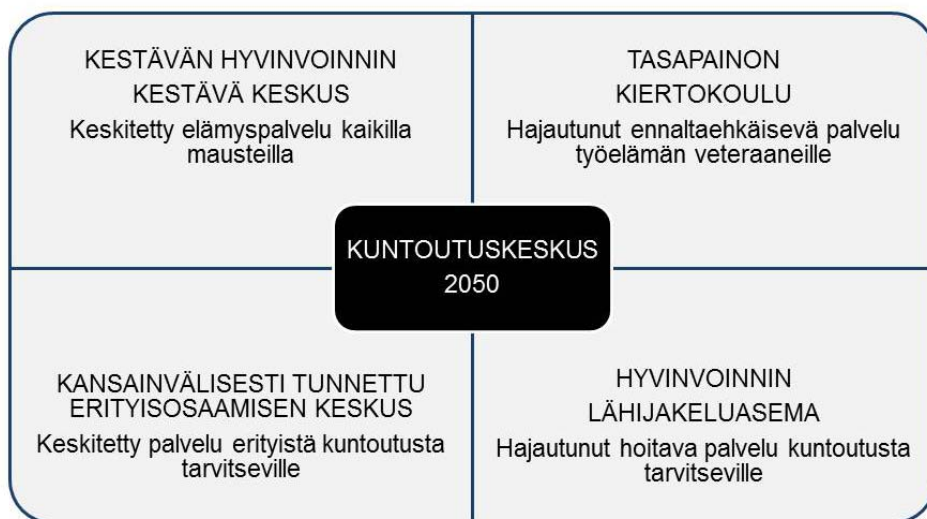 KESTÄVÄN HYVINVOINNIN
KESTÄVÄ KESKUS
Keskitetty elämyspalvelu kaikilla
mausteilla
TASAPAINON
KIERTOKOULU
Hajautunut ennaltaehkäisevä palvelu
työelämän veteraaneille
KUNTOUTUSKESKUS
2050
KANSAINVÄLISESTI TUNNETTU
ERITYISOSAAMISEN KESKUS
Keskitetty palvelu erityistä kuntoutusta
tarvitseville
HYVINVOINNIN
LÄHIJAKELUASEMA
Hajautunut hoitava palvelu kuntoutusta
tarvitseville